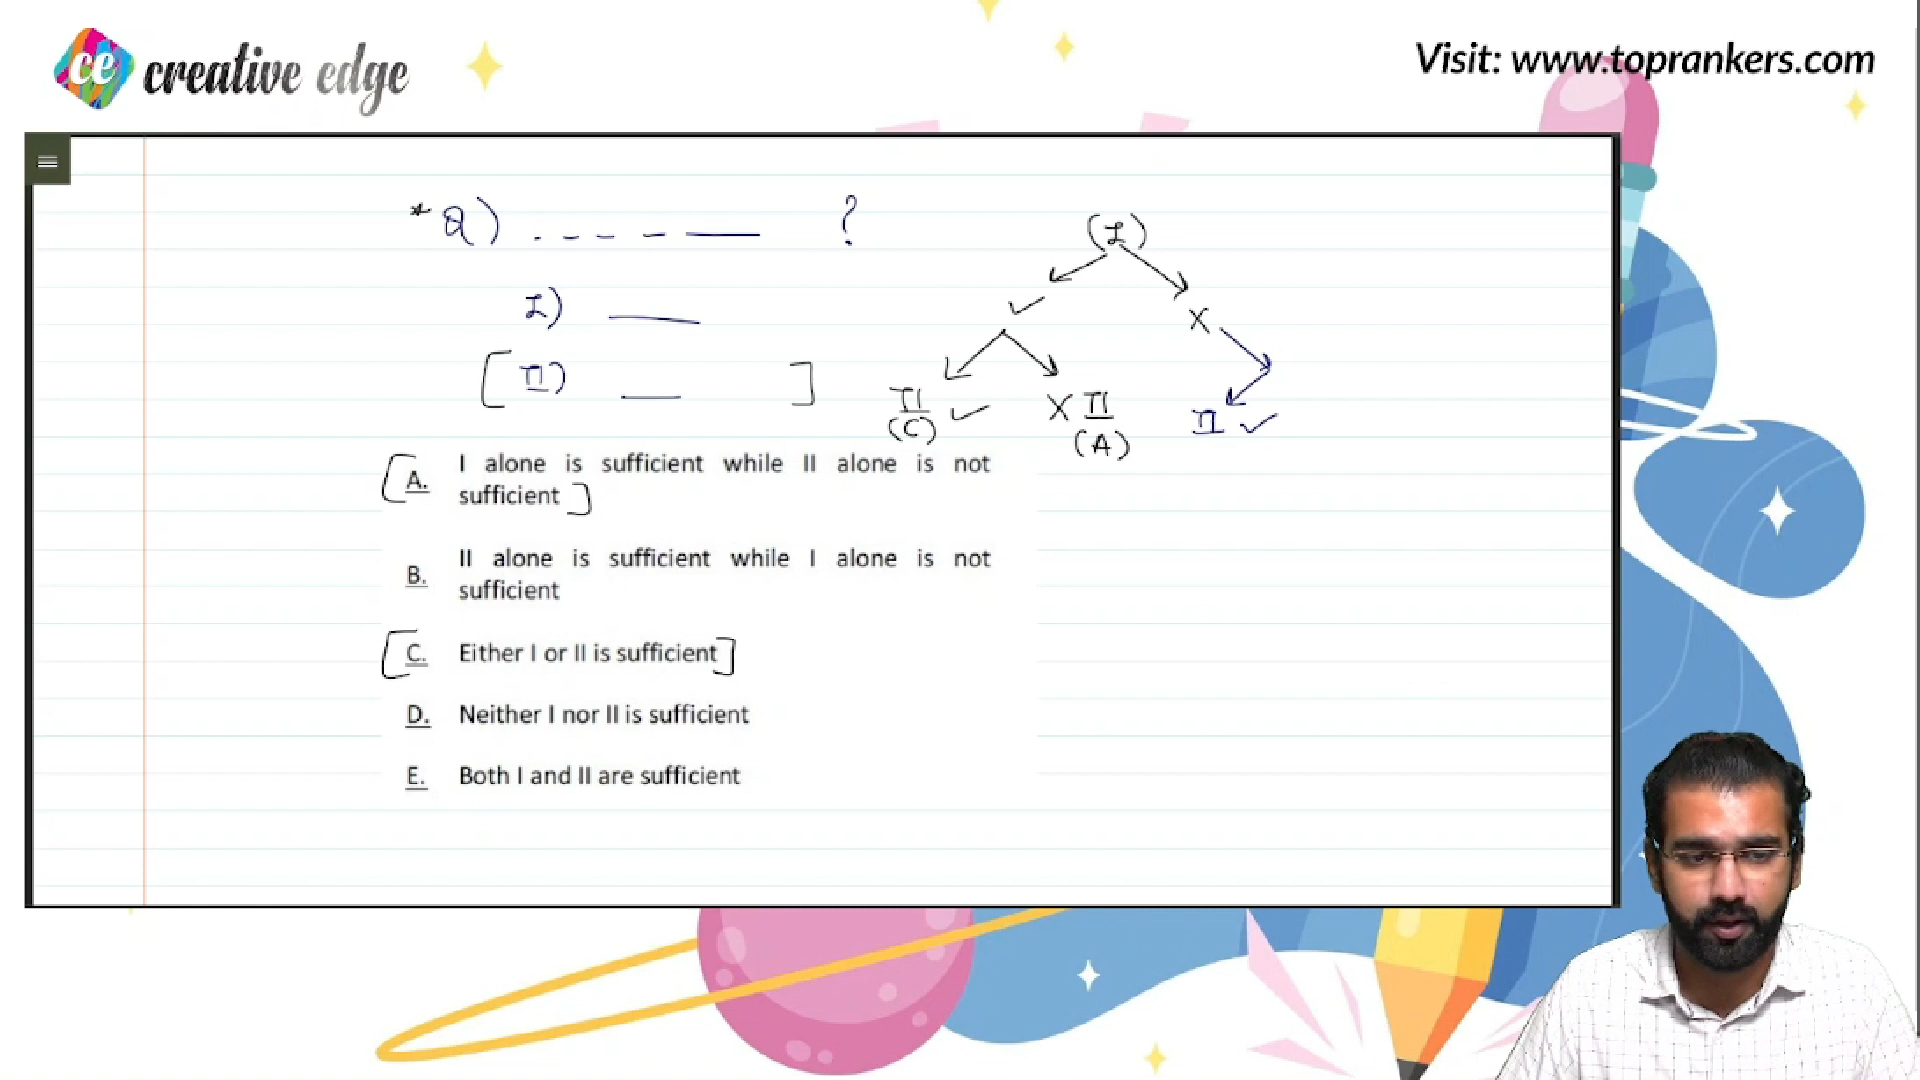 ce creative edge
Visit: www.toprankers.com
* Q) . - - - — ?
I) —
[ II) — ]
(I)
✓ X
II ✓ X II II ✓
(C) (A)
[A. I alone is sufficient while II alone is not
sufficient ]
B. II alone is sufficient while I alone is not
sufficient
[C. Either I or II is sufficient]
D. Neither I nor II is sufficient
E. Both I and II are sufficient